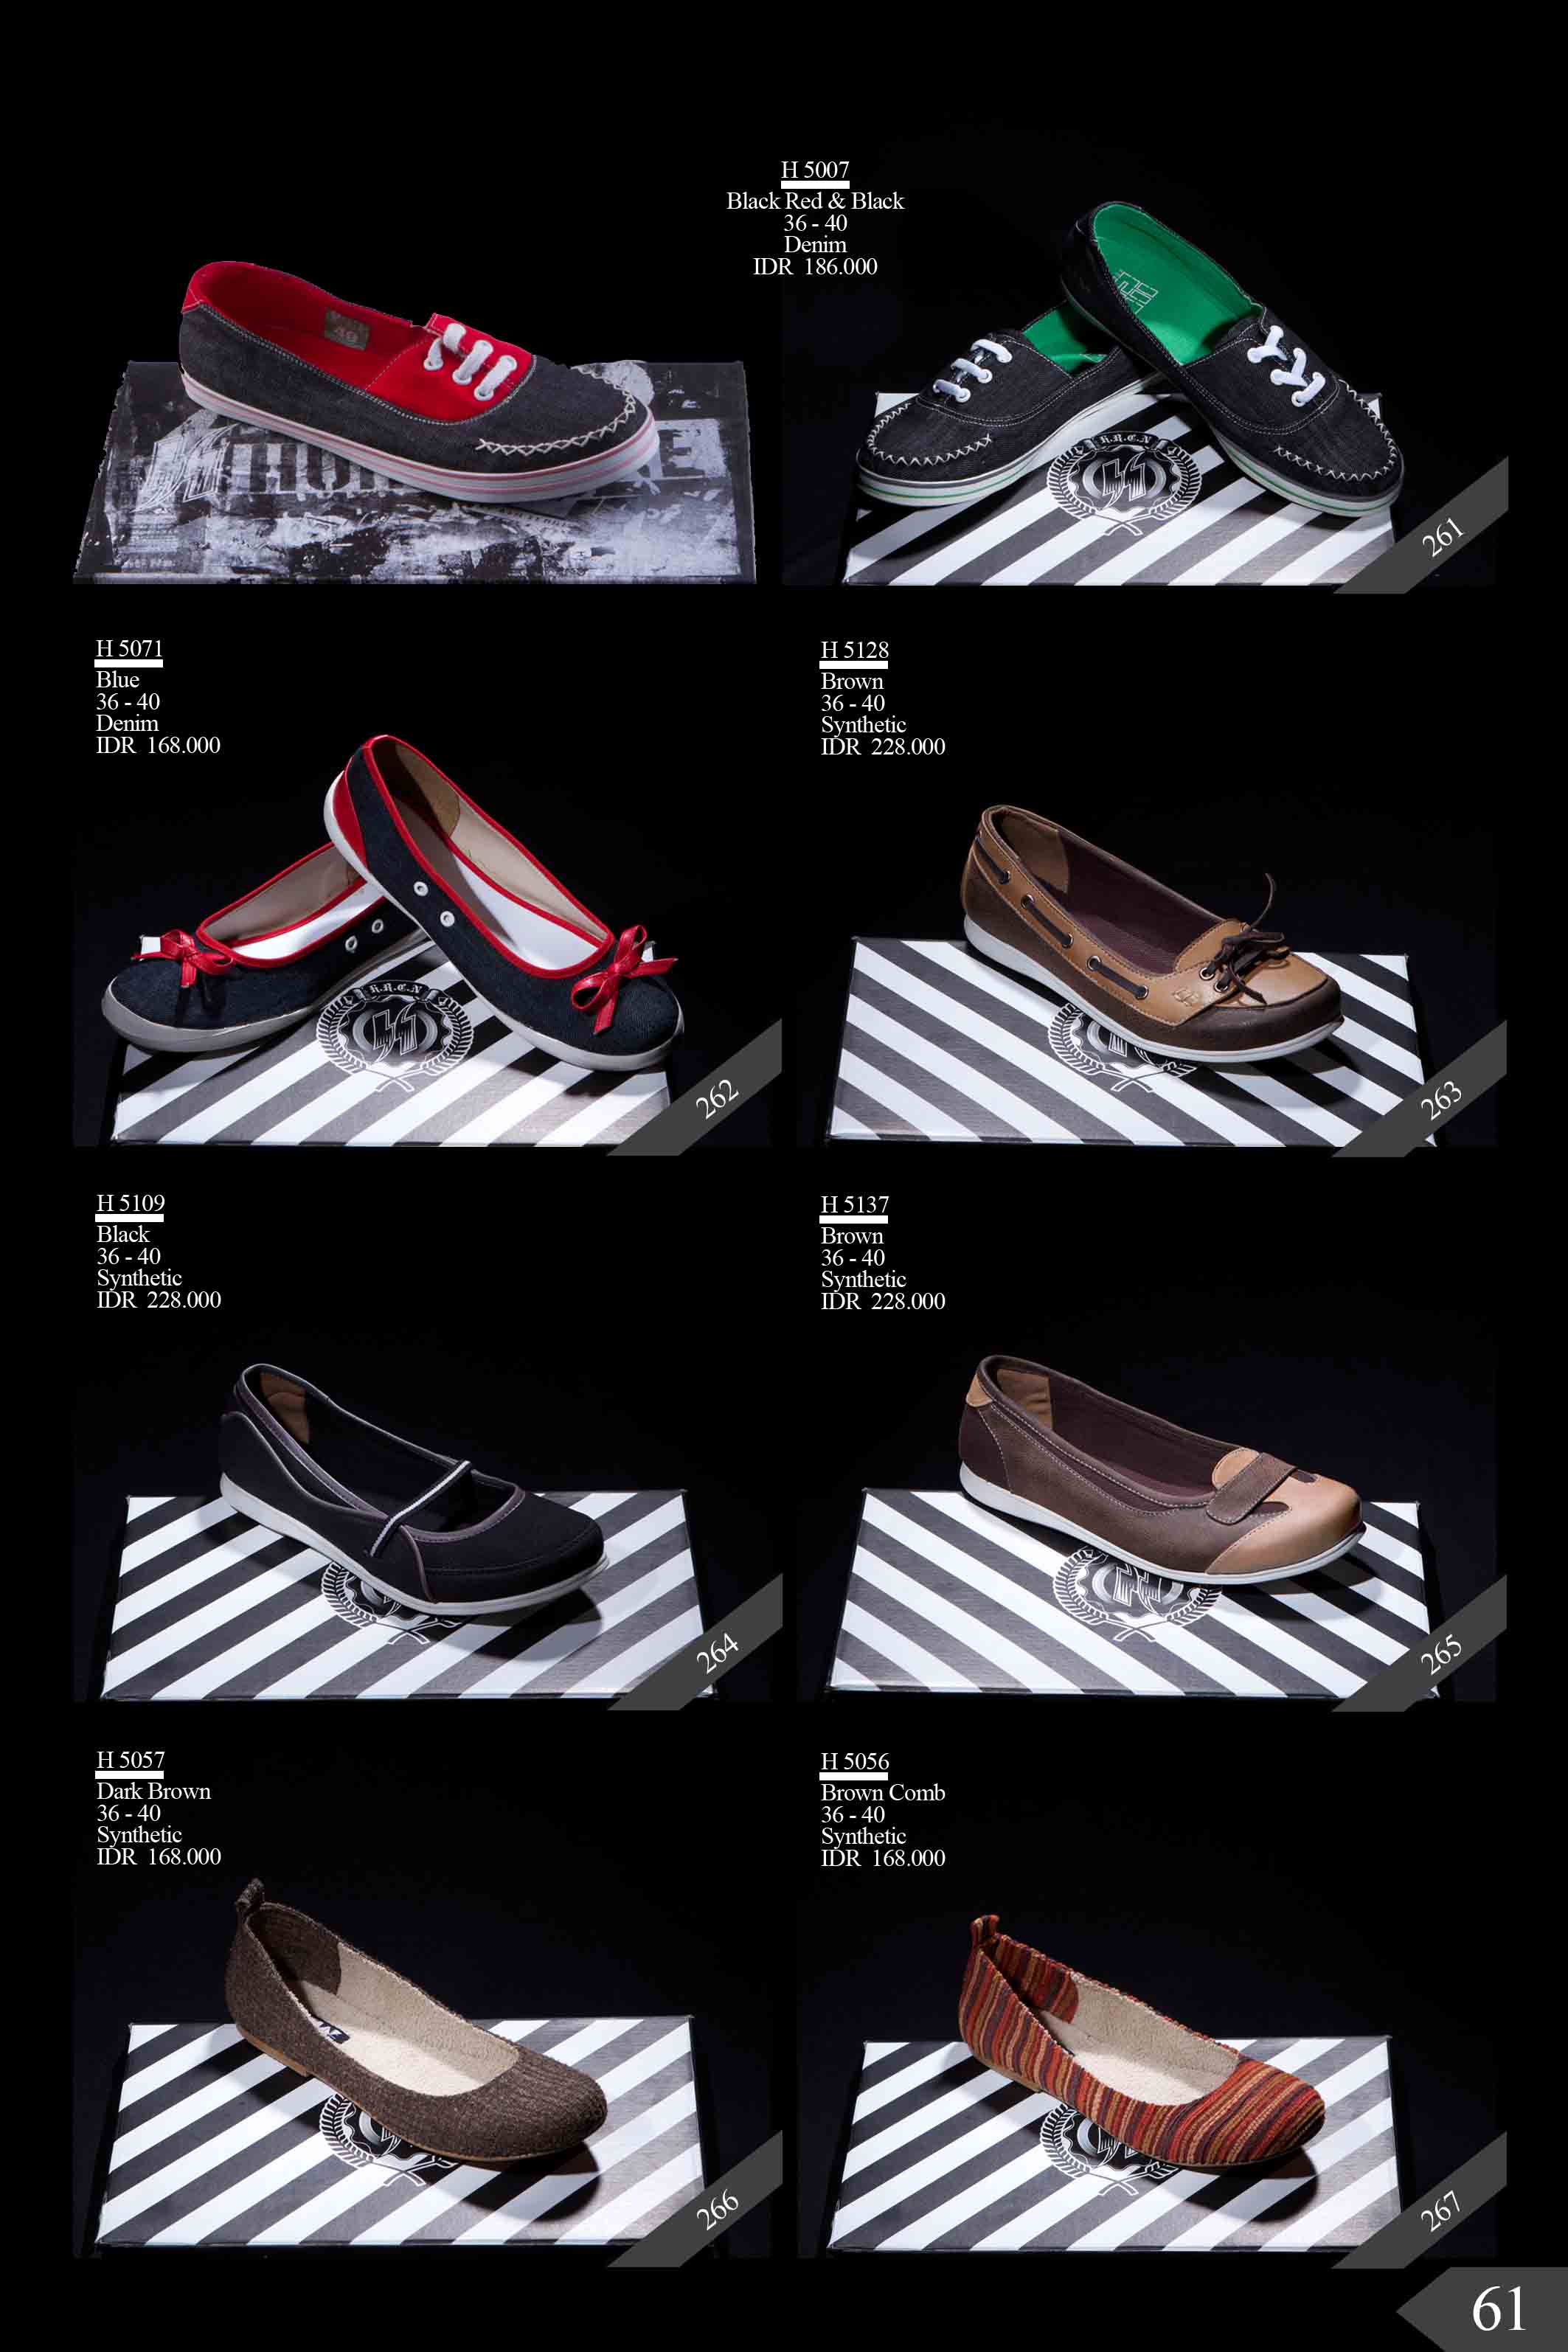 H 5007
Black Red & Black
36 - 40
Denim
IDR 186.000
261
H 5071
Blue
36 - 40
Denim
IDR 168.000
R.R.C.N
262
H 5128
Brown
36 - 40
Synthetic
IDR 228.000
263
H 5109
Black
36 - 40
Synthetic
IDR 228.000
264
H 5137
Brown
36 - 40
Synthetic
IDR 228.000
265
H 5057
Dark Brown
36 - 40
Synthetic
IDR 168.000
266
H 5056
Brown Comb
36 - 40
Synthetic
IDR 168.000
267
61